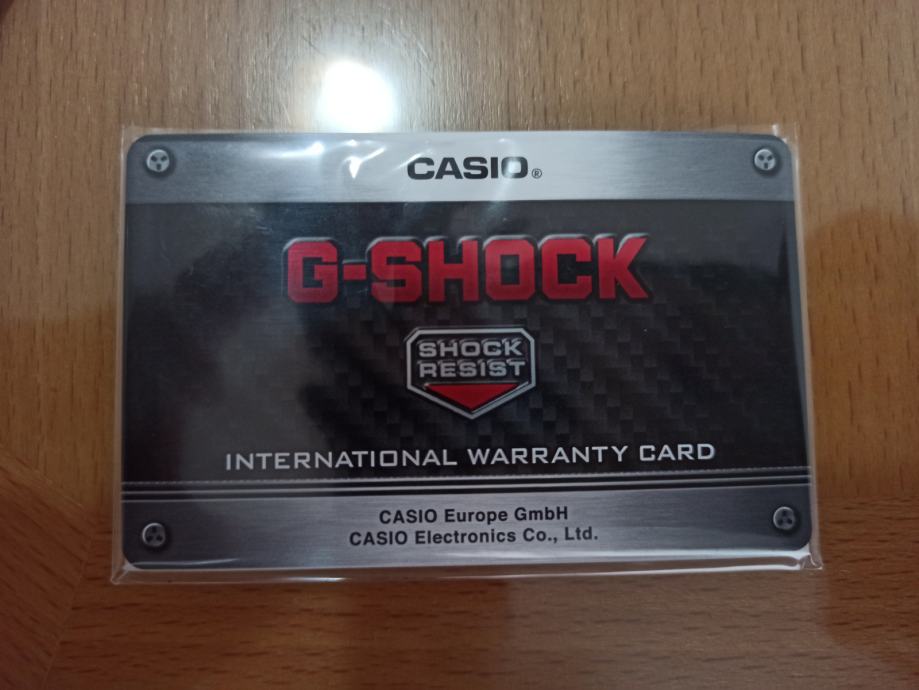 CASIO®
G-SHOCK
SHOCK
RESIST
INTERNATIONAL WARRANTY CARD
CASIO Europe GmbH
CASIO Electronics Co., Ltd.